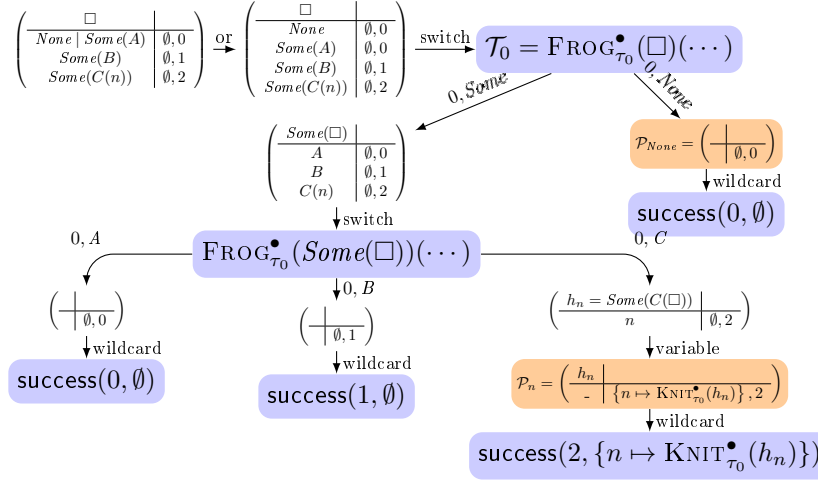 □
None | Some(A) ∅, 0
Some(B) ∅, 1
Some(C(n)) ∅, 2
or
□
None ∅, 0
Some(A) ∅, 0
Some(B) ∅, 1
Some(C(n)) ∅, 2
switch
𝒯₀ = FROG•τ₀(□)(⋯)
0, Some
0, None
Some(□)
A ∅, 0
B ∅, 1
C(n) ∅, 2
𝒫None = ( ∅, 0 )
wildcard
success(0, ∅)
switch
FROG•τ₀(Some(□))(⋯)
0, A
0, B
0, C
∅, 0
wildcard
success(0, ∅)
∅, 1
wildcard
success(1, ∅)
hₙ = Some(C(□))
n ∅, 2
variable
𝒫ₙ = ( hₙ
_ {n ↦ KNIT•τ₀(hₙ)}, 2 )
wildcard
success(2, {n ↦ KNIT•τ₀(hₙ)})